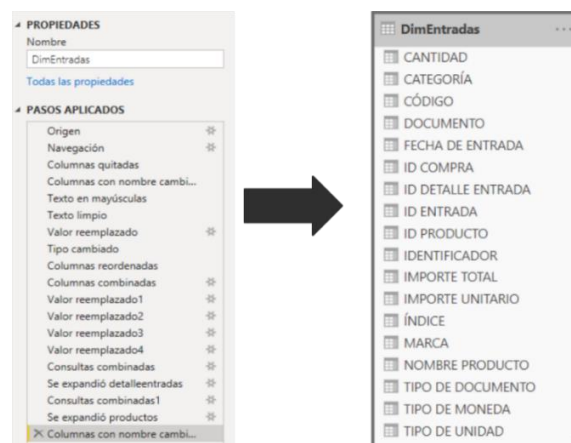 PROPIEDADES
Nombre
DimEntradas
Todas las propiedades
PASOS APLICADOS
Origen
Navegación
Columnas quitadas
Columnas con nombre cambi...
Texto en mayúsculas
Texto limpio
Valor reemplazado
Tipo cambiado
Columnas reordenadas
Columnas combinadas
Valor reemplazado1
Valor reemplazado2
Valor reemplazado3
Valor reemplazado4
Consultas combinadas
Se expandió detalleentradas
Consultas combinadas1
Se expandió productos
Columnas con nombre cambi...
DimEntradas
CANTIDAD
CATEGORÍA
CÓDIGO
DOCUMENTO
FECHA DE ENTRADA
ID COMPRA
ID DETALLE ENTRADA
ID ENTRADA
ID PRODUCTO
IDENTIFICADOR
IMPORTE TOTAL
IMPORTE UNITARIO
ÍNDICE
MARCA
NOMBRE PRODUCTO
TIPO DE DOCUMENTO
TIPO DE MONEDA
TIPO DE UNIDAD